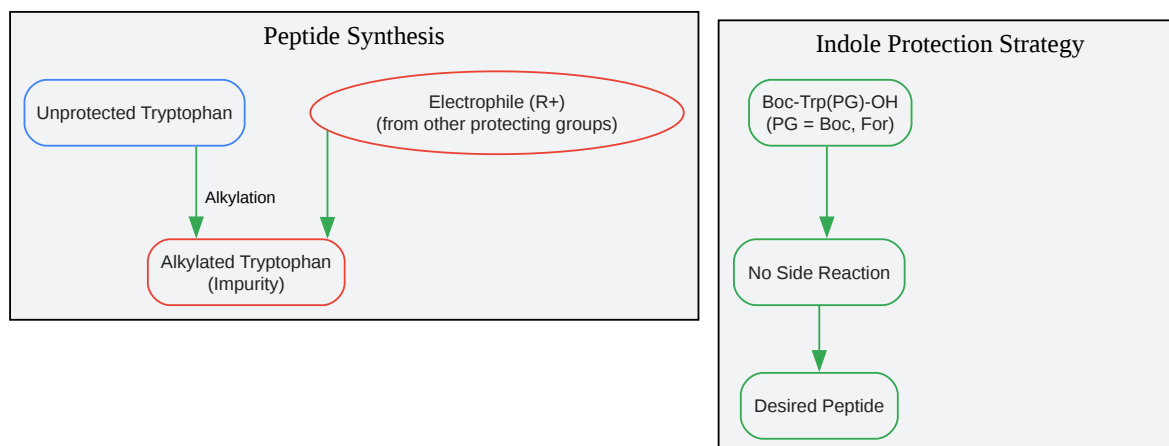 Peptide Synthesis
Unprotected Tryptophan
Electrophile (R+)
(from other protecting groups)
Alkylation
Alkylated Tryptophan
(Impurity)
Indole Protection Strategy
Boc-Trp(PG)-OH
(PG = Boc, For)
No Side Reaction
Desired Peptide